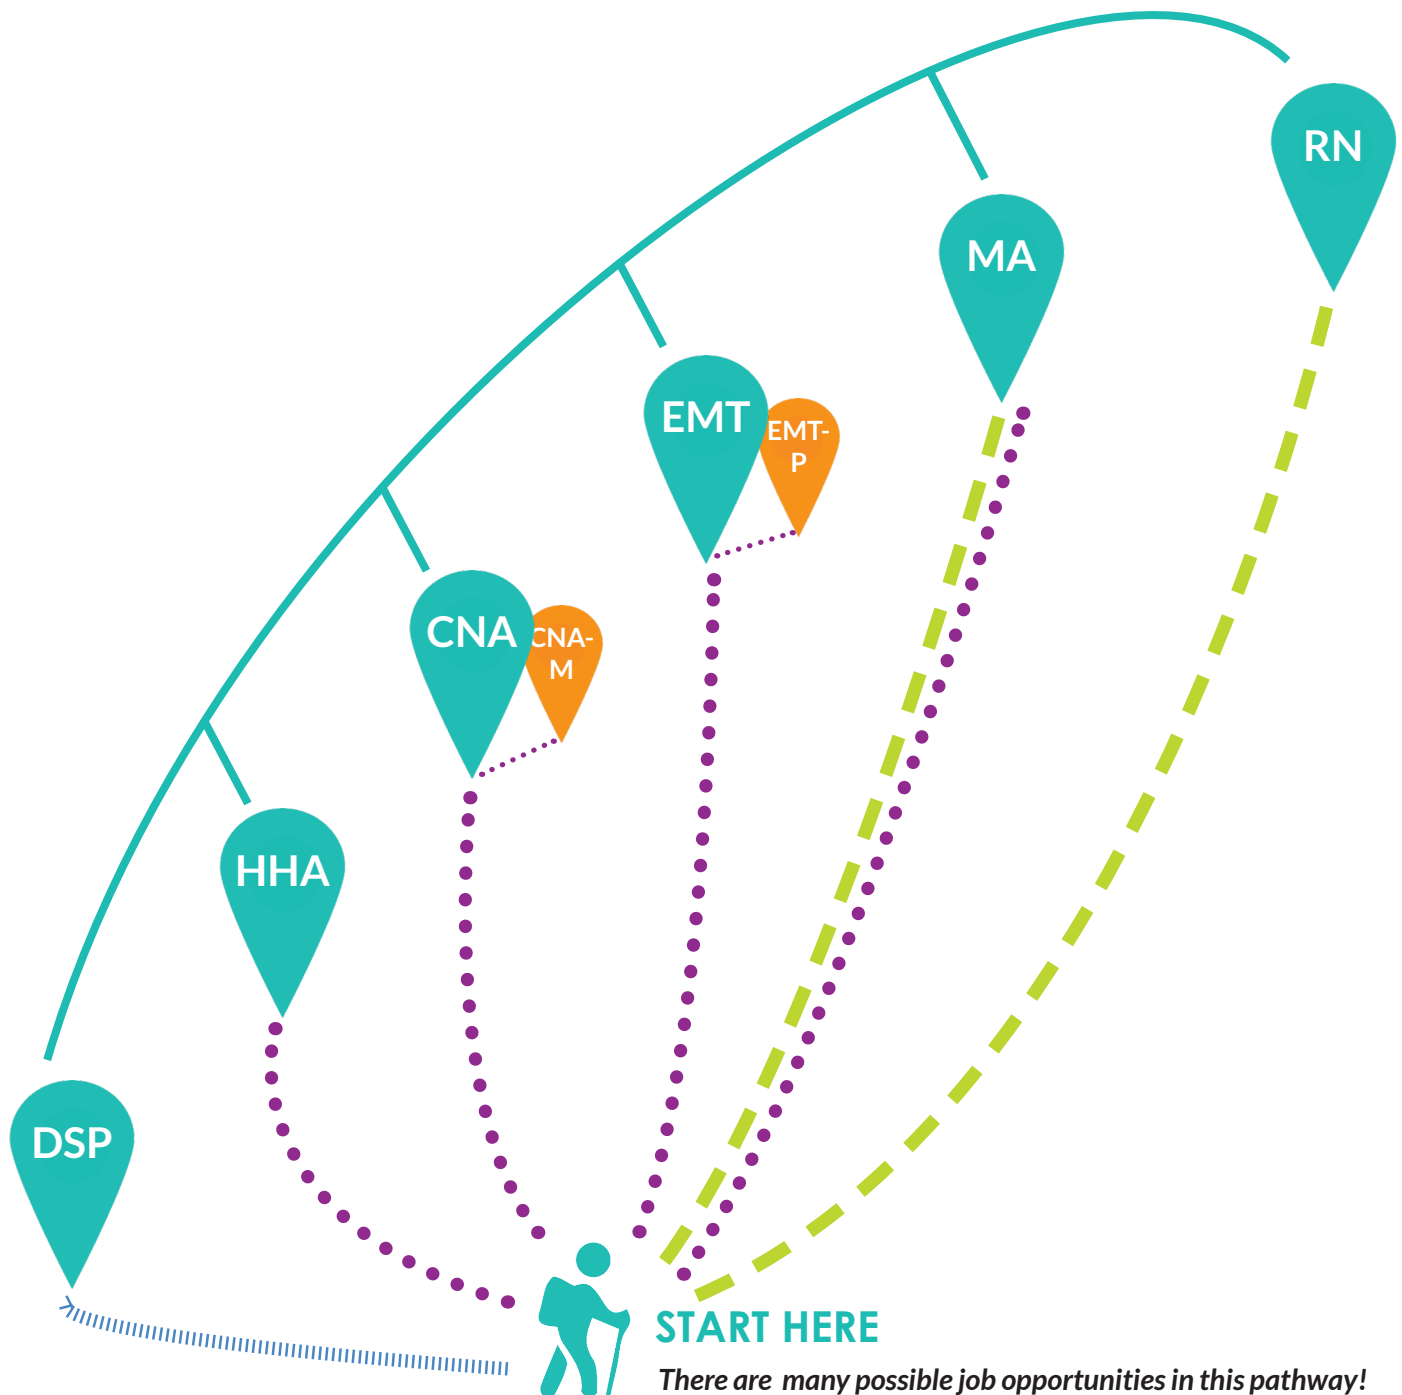 RN
MA
EMT
EMT-
P
CNA
CNA-
M
HHA
DSP
START HERE
There are many possible job opportunities in this pathway!